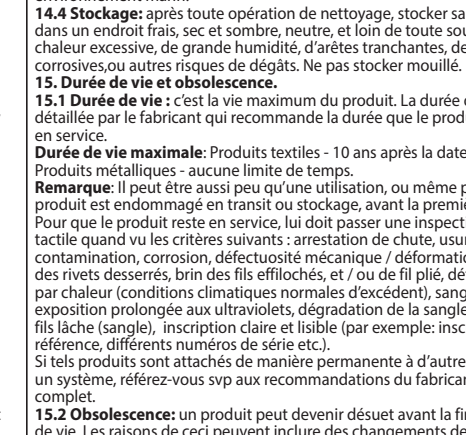 14.4 Stockage: après toute opération de nettoyage, stocker sa
dans un endroit frais, sec et sombre, neutre, et loin de toute sou
chaleur excessive, de grande humidité, d'arêtes tranchantes, de
corrosives,ou autres risques de dégâts. Ne pas stocker mouillé.
15. Durée de vie et obsolescence.
15.1 Durée de vie : c'est la vie maximum du produit. La durée
détaillée par le fabricant qui recommande la durée que le prod
en service.
Durée de vie maximale: Produits textiles - 10 ans après la date
Produits métalliques - aucune limite de temps.
Remarque: Il peut être aussi peu qu'une utilisation, ou même p
produit est endommagé en transit ou stockage, avant la premiè
Pour que le produit reste en service, lui doit passer une inspect
tactile quand vu les critères suivants : arrestation de chute, usur
contamination, corrosion, défectuosité mécanique / déformatio
des rivets desserrés, brin des fils effilochés, et / ou de fil plié, dé
par chaleur (conditions climatiques normales d'excédent), sang
exposition prolongée aux ultraviolets, dégradation de la sangle
fils lâche (sangle), inscription claire et lisible (par exemple: insc
référence, différents numéros de série etc.).
Si tels produits sont attachés de manière permanente à d'autre
un système, référez-vous svp aux recommandations du fabrican
complet.
15.2 Obsolescence: un produit peut devenir désuet avant la fin
de vie. Les raisons de ceci peuvent inclure des changements de